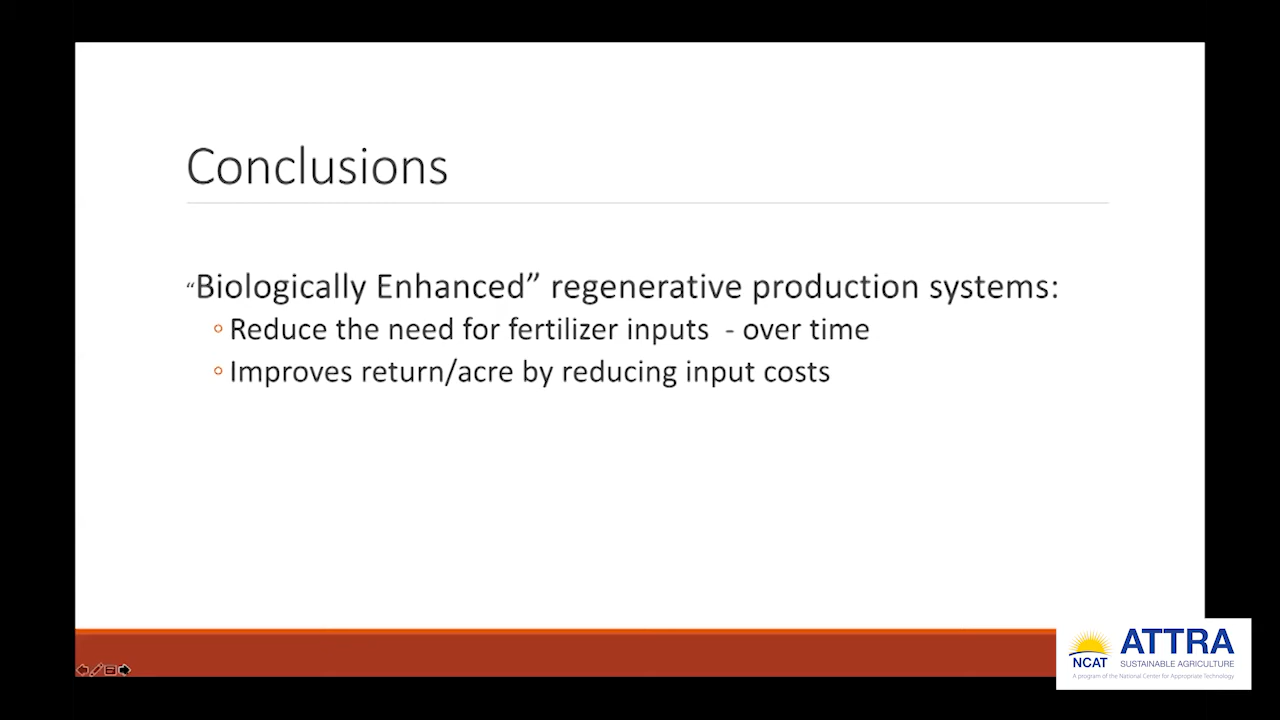 Conclusions
“Biologically Enhanced” regenerative production systems:
Reduce the need for fertilizer inputs - over time
Improves return/acre by reducing input costs
NCAT
ATTRA
SUSTAINABLE AGRICULTURE
A program of the National Center for Appropriate Technology